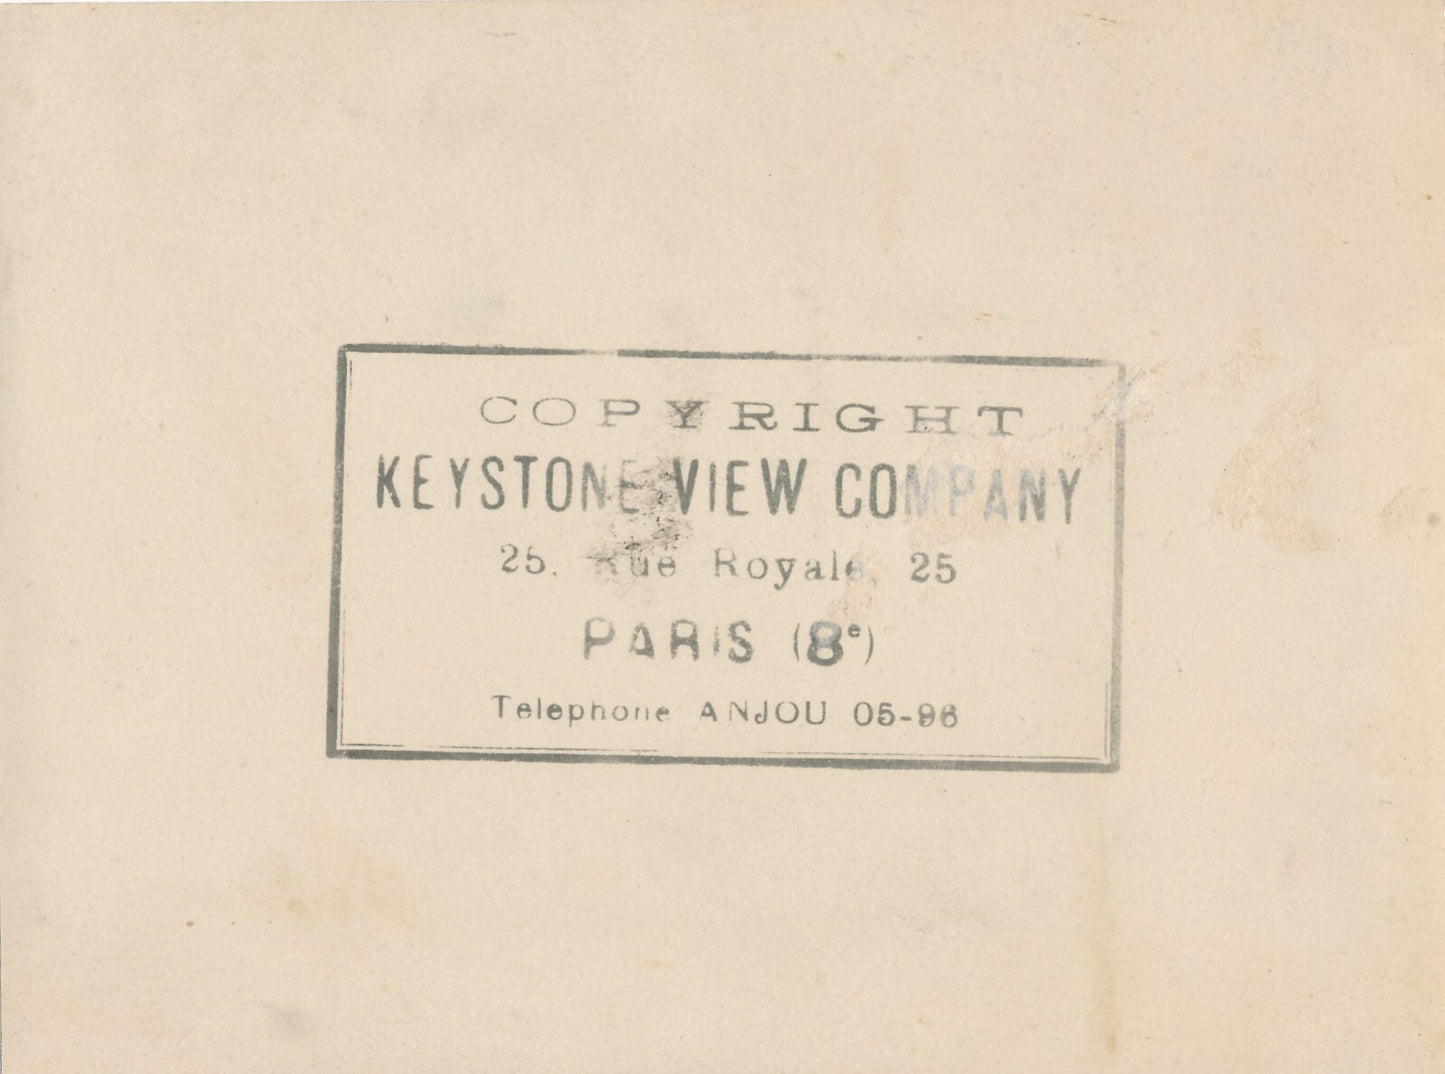 COPYRIGHT
KEYSTONE VIEW COMPANY
25. Rue Royale, 25
PARIS (8e)
Telephone ANJOU 05-96